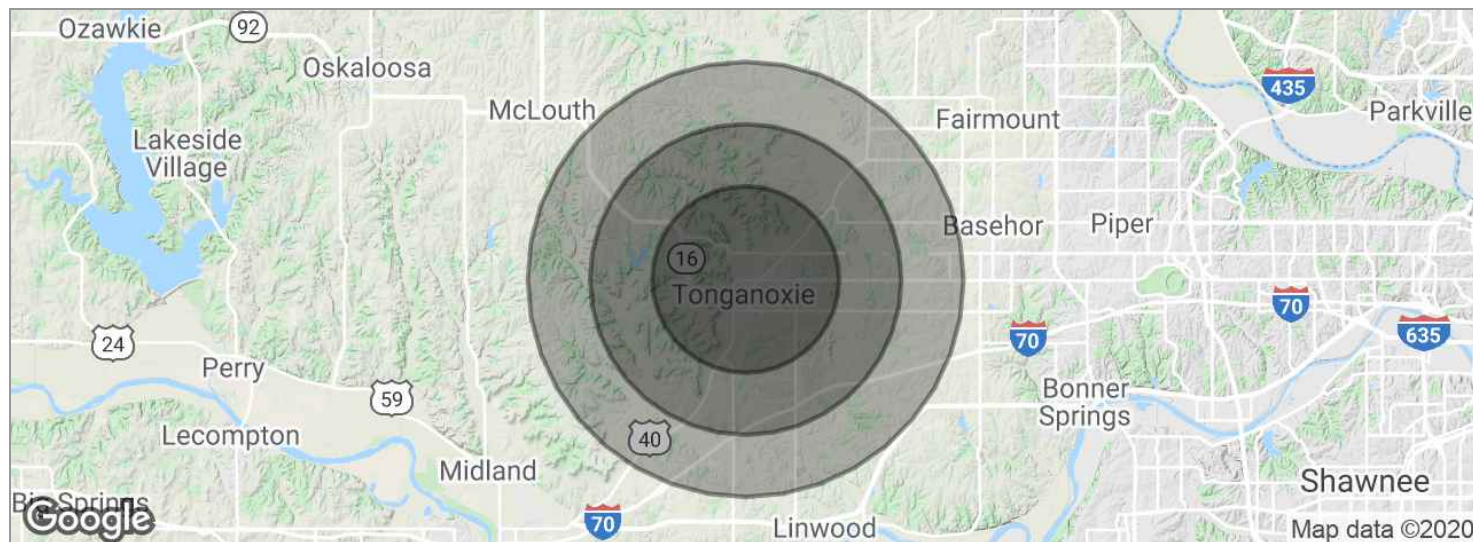 Ozawkie
92
Oskaloosa
435
McLouth
Fairmount
Parkville
Lakeside
Village
Basehor
Piper
16
Tonganoxie
70
24
70
635
Perry
59
Bonner
Springs
Lecompton
40
Midland
Shawnee
Big Springs
Google
70
Linwood
Map data ©2020